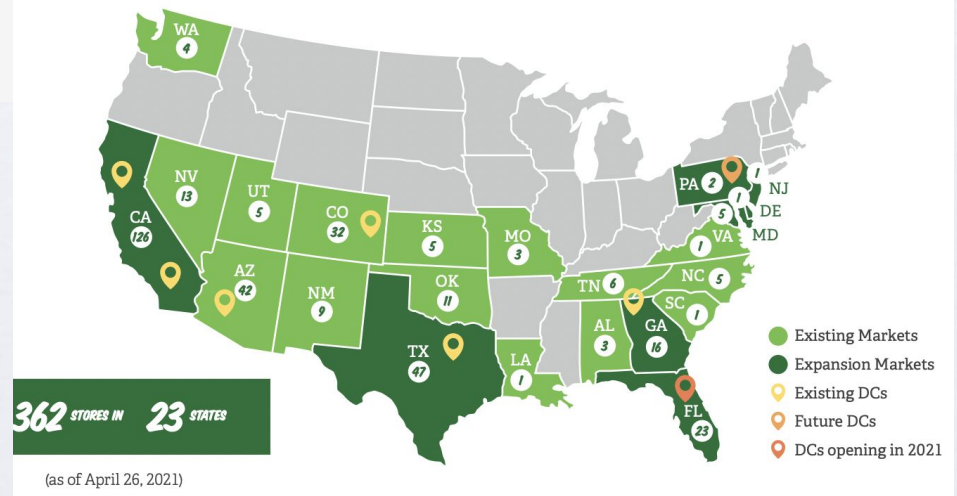 WA
4
NV
13
UT
5
CO
32
KS
5
MO
3
CA
126
AZ
42
NM
9
OK
11
TX
47
LA
1
TN 6
AL
3
GA
16
FL
23
SC
1
NC 5
VA
1
PA 2
1
NJ
1
DE
5
MD
Existing Markets
Expansion Markets
Existing DCs
Future DCs
DCs opening in 2021
362 STORES IN 23 STATES
(as of April 26, 2021)